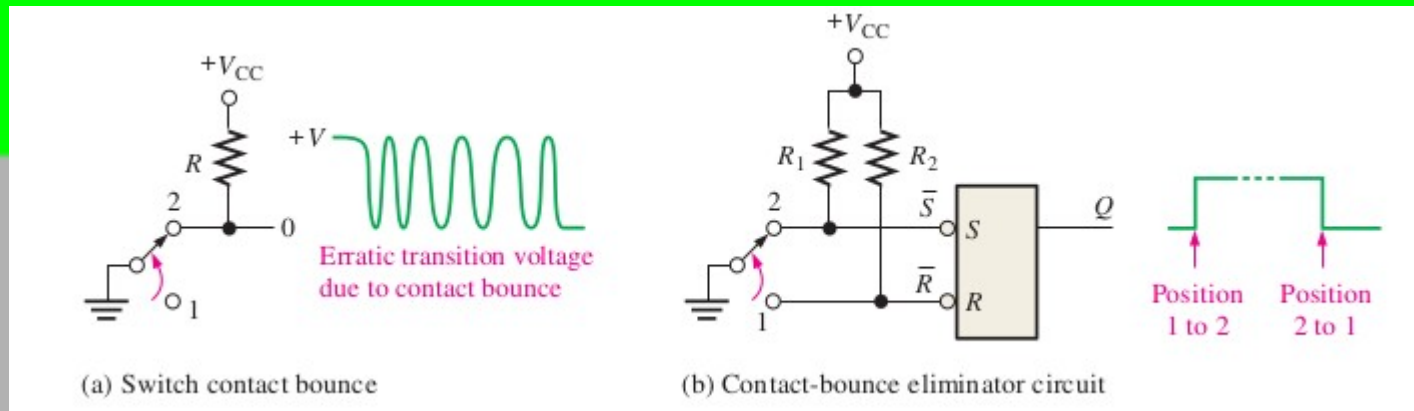 +VCC
R
+V
2
0
1
Erratic transition voltage
due to contact bounce
(a) Switch contact bounce
+VCC
R1
R2
2
1
S̅
S
R̅
R
Q
Position
1 to 2
Position
2 to 1
(b) Contact-bounce eliminator circuit